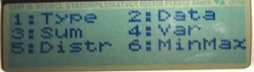 1:Type 2:Data
3:Sum 4:Var
5:Distr 6:MinMax